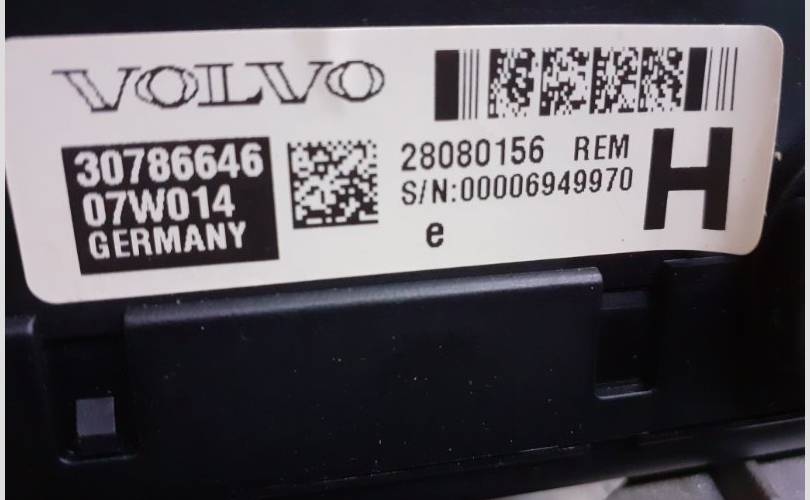 VOLVO
30786646
07W014
GERMANY
28080156 REM
S/N:00006949970
e
H